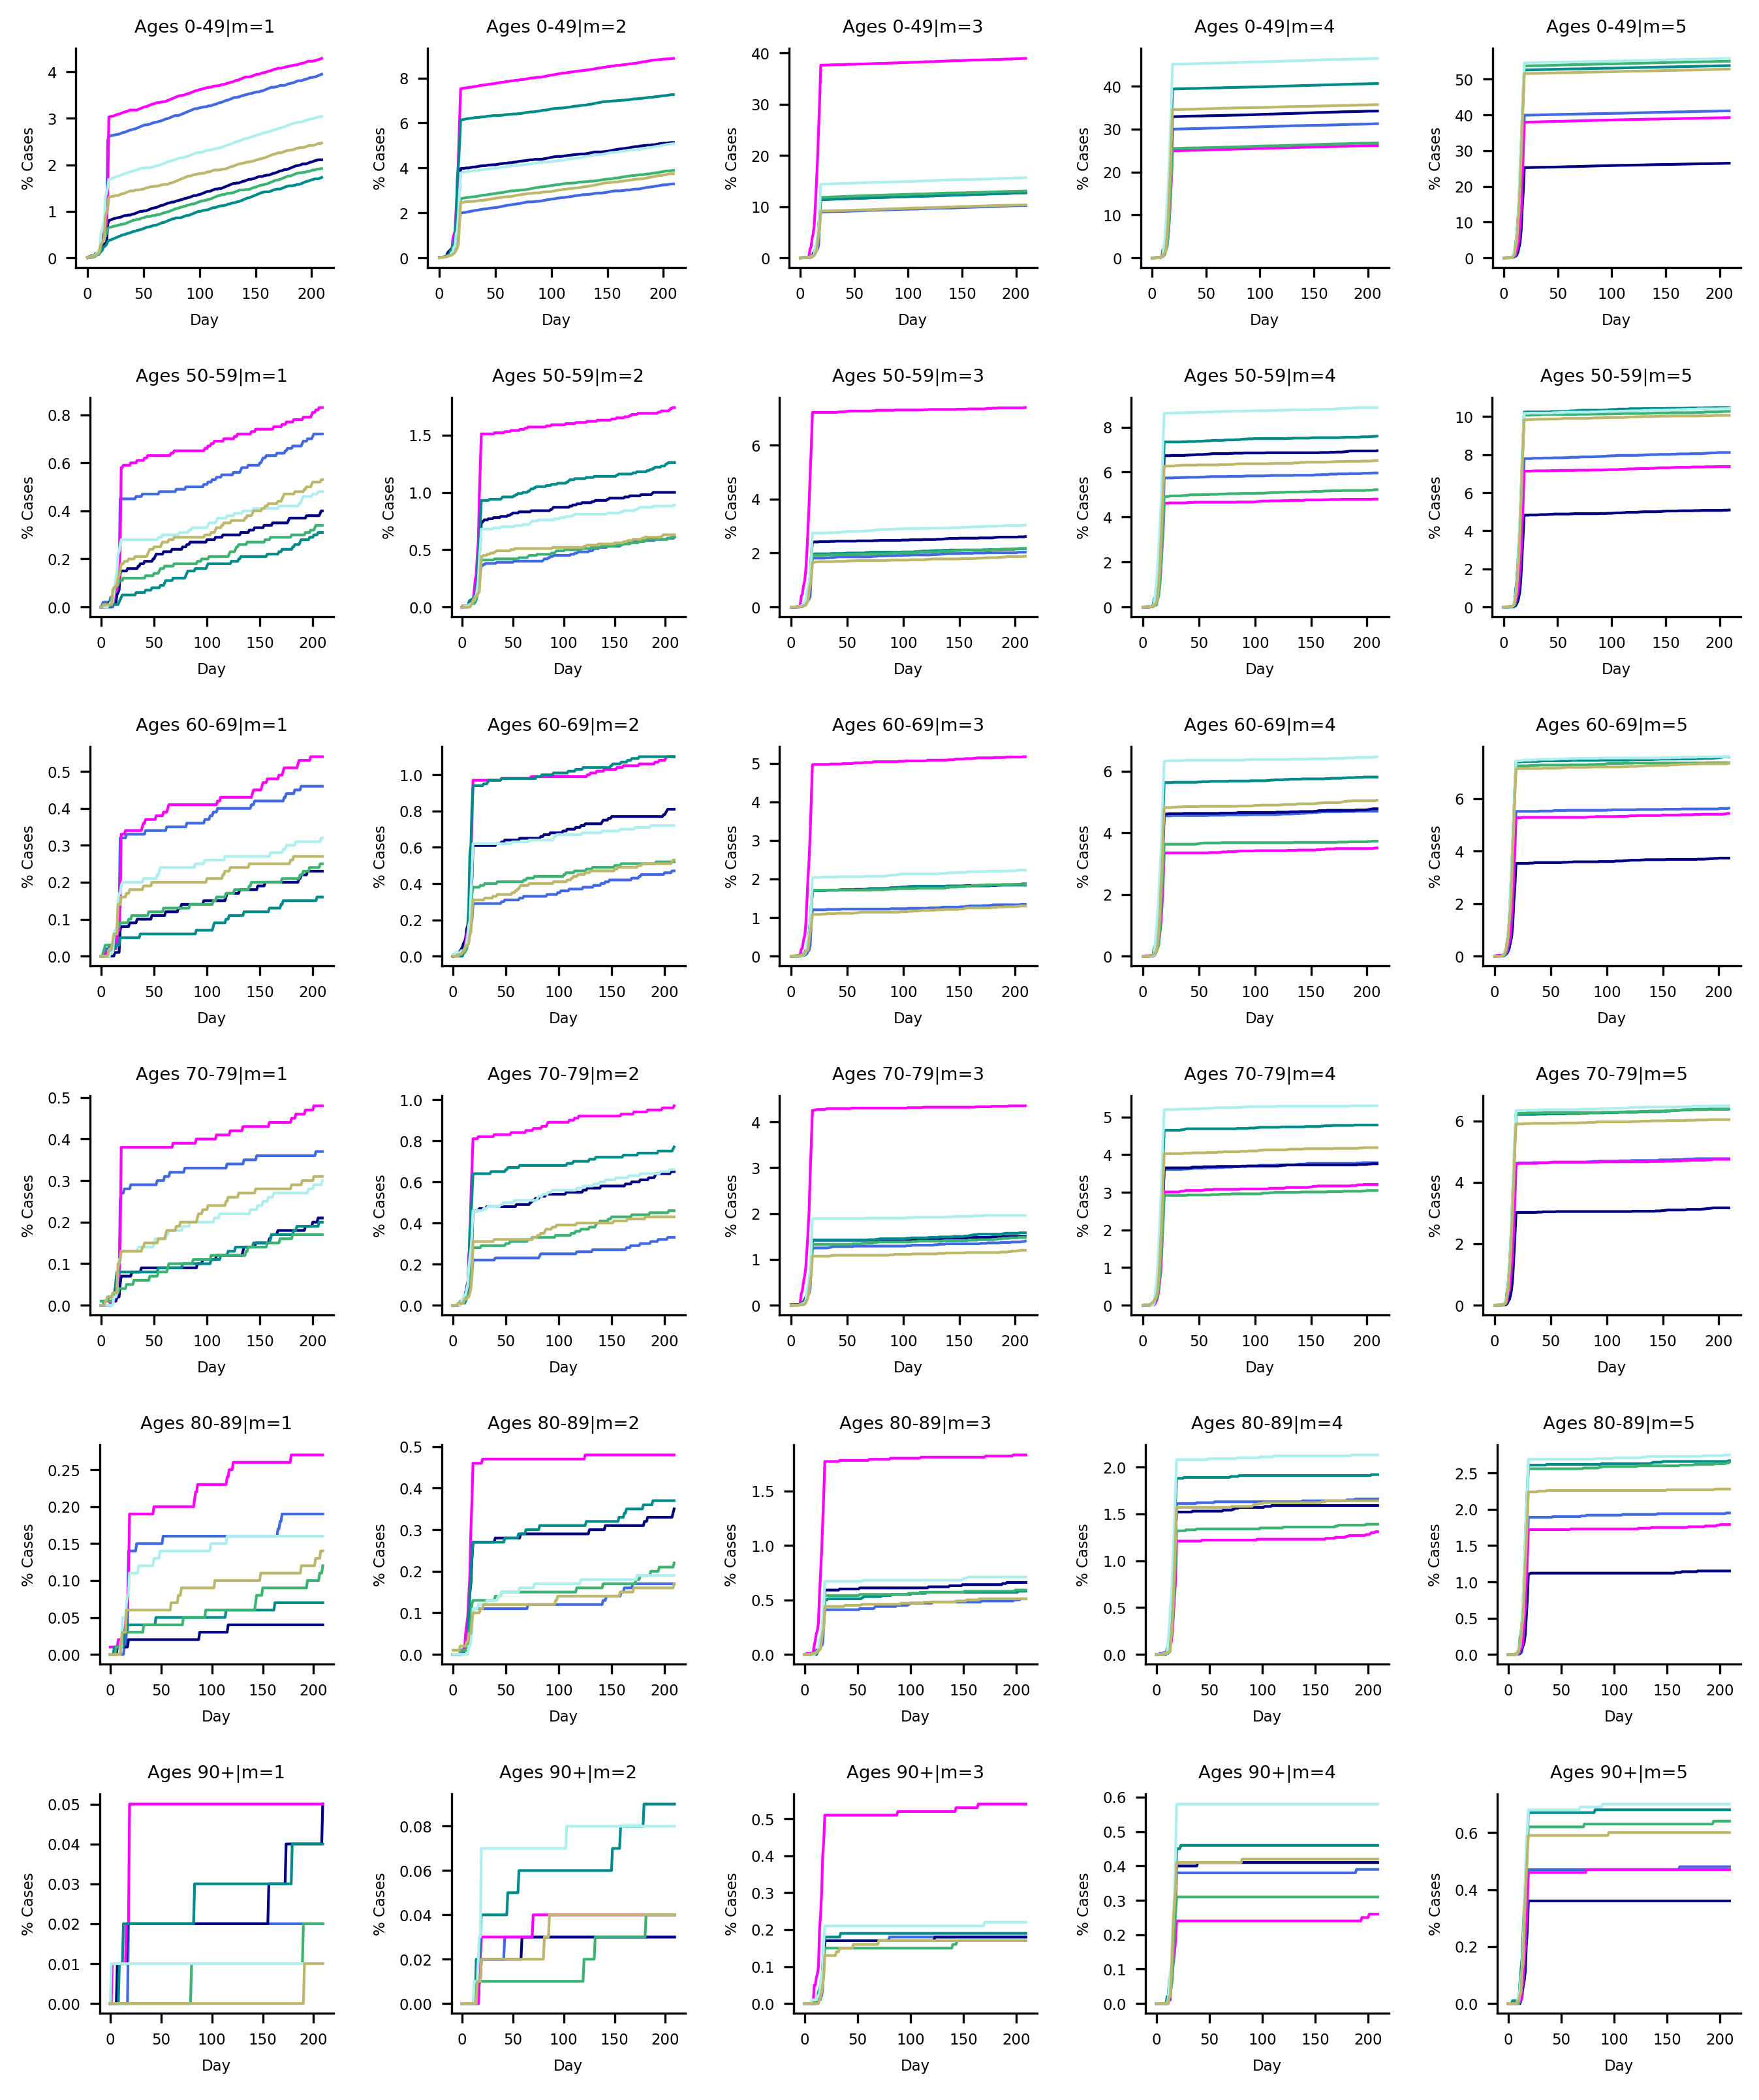 Ages 0-49|m=1
% Cases
4
3
2
1
0
0 50 100 150 200
Day
Ages 0-49|m=2
% Cases
8
6
4
2
0
0 50 100 150 200
Day
Ages 0-49|m=3
% Cases
40
30
20
10
0
0 50 100 150 200
Day
Ages 0-49|m=4
% Cases
40
30
20
10
0
0 50 100 150 200
Day
Ages 0-49|m=5
% Cases
50
40
30
20
10
0
0 50 100 150 200
Day
Ages 50-59|m=1
% Cases
0.8
0.6
0.4
0.2
0.0
0 50 100 150 200
Day
Ages 50-59|m=2
% Cases
1.5
1.0
0.5
0.0
0 50 100 150 200
Day
Ages 50-59|m=3
% Cases
6
4
2
0
0 50 100 150 200
Day
Ages 50-59|m=4
% Cases
8
6
4
2
0
0 50 100 150 200
Day
Ages 50-59|m=5
% Cases
10
8
6
4
2
0
0 50 100 150 200
Day
Ages 60-69|m=1
% Cases
0.5
0.4
0.3
0.2
0.1
0.0
0 50 100 150 200
Day
Ages 60-69|m=2
% Cases
1.0
0.8
0.6
0.4
0.2
0.0
0 50 100 150 200
Day
Ages 60-69|m=3
% Cases
5
4
3
2
1
0
0 50 100 150 200
Day
Ages 60-69|m=4
% Cases
6
4
2
0
0 50 100 150 200
Day
Ages 60-69|m=5
% Cases
6
4
2
0
0 50 100 150 200
Day
Ages 70-79|m=1
% Cases
0.5
0.4
0.3
0.2
0.1
0.0
0 50 100 150 200
Day
Ages 70-79|m=2
% Cases
1.0
0.8
0.6
0.4
0.2
0.0
0 50 100 150 200
Day
Ages 70-79|m=3
% Cases
4
3
2
1
0
0 50 100 150 200
Day
Ages 70-79|m=4
% Cases
5
4
3
2
1
0
0 50 100 150 200
Day
Ages 70-79|m=5
% Cases
6
4
2
0
0 50 100 150 200
Day
Ages 80-89|m=1
% Cases
0.25
0.20
0.15
0.10
0.05
0.00
0 50 100 150 200
Day
Ages 80-89|m=2
% Cases
0.5
0.4
0.3
0.2
0.1
0.0
0 50 100 150 200
Day
Ages 80-89|m=3
% Cases
1.5
1.0
0.5
0.0
0 50 100 150 200
Day
Ages 80-89|m=4
% Cases
2.0
1.5
1.0
0.5
0.0
0 50 100 150 200
Day
Ages 80-89|m=5
% Cases
2.5
2.0
1.5
1.0
0.5
0.0
0 50 100 150 200
Day
Ages 90+|m=1
% Cases
0.05
0.04
0.03
0.02
0.01
0.00
0 50 100 150 200
Day
Ages 90+|m=2
% Cases
0.08
0.06
0.04
0.02
0.00
0 50 100 150 200
Day
Ages 90+|m=3
% Cases
0.5
0.4
0.3
0.2
0.1
0.0
0 50 100 150 200
Day
Ages 90+|m=4
% Cases
0.6
0.5
0.4
0.3
0.2
0.1
0.0
0 50 100 150 200
Day
Ages 90+|m=5
% Cases
0.6
0.4
0.2
0.0
0 50 100 150 200
Day